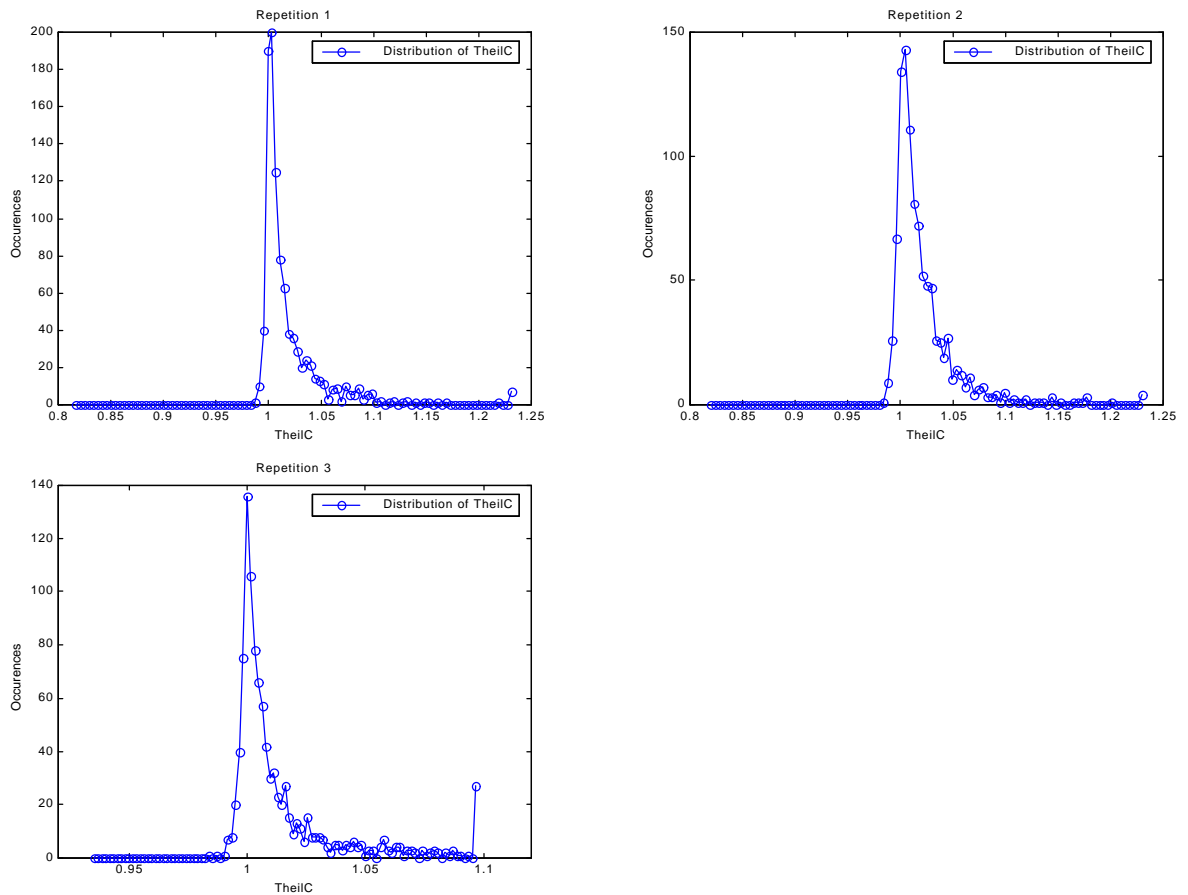 Repetition 1
200
180
160
140
120
100
80
60
40
20
0
Occurences
Distribution of TheilC
0.8 0.85 0.9 0.95 1 1.05 1.1 1.15 1.2 1.25
TheilC
Repetition 2
150
100
50
0
Occurences
Distribution of TheilC
0.8 0.85 0.9 0.95 1 1.05 1.1 1.15 1.2 1.25
TheilC
Repetition 3
140
120
100
80
60
40
20
0
Occurences
Distribution of TheilC
0.95 1 1.05 1.1
TheilC